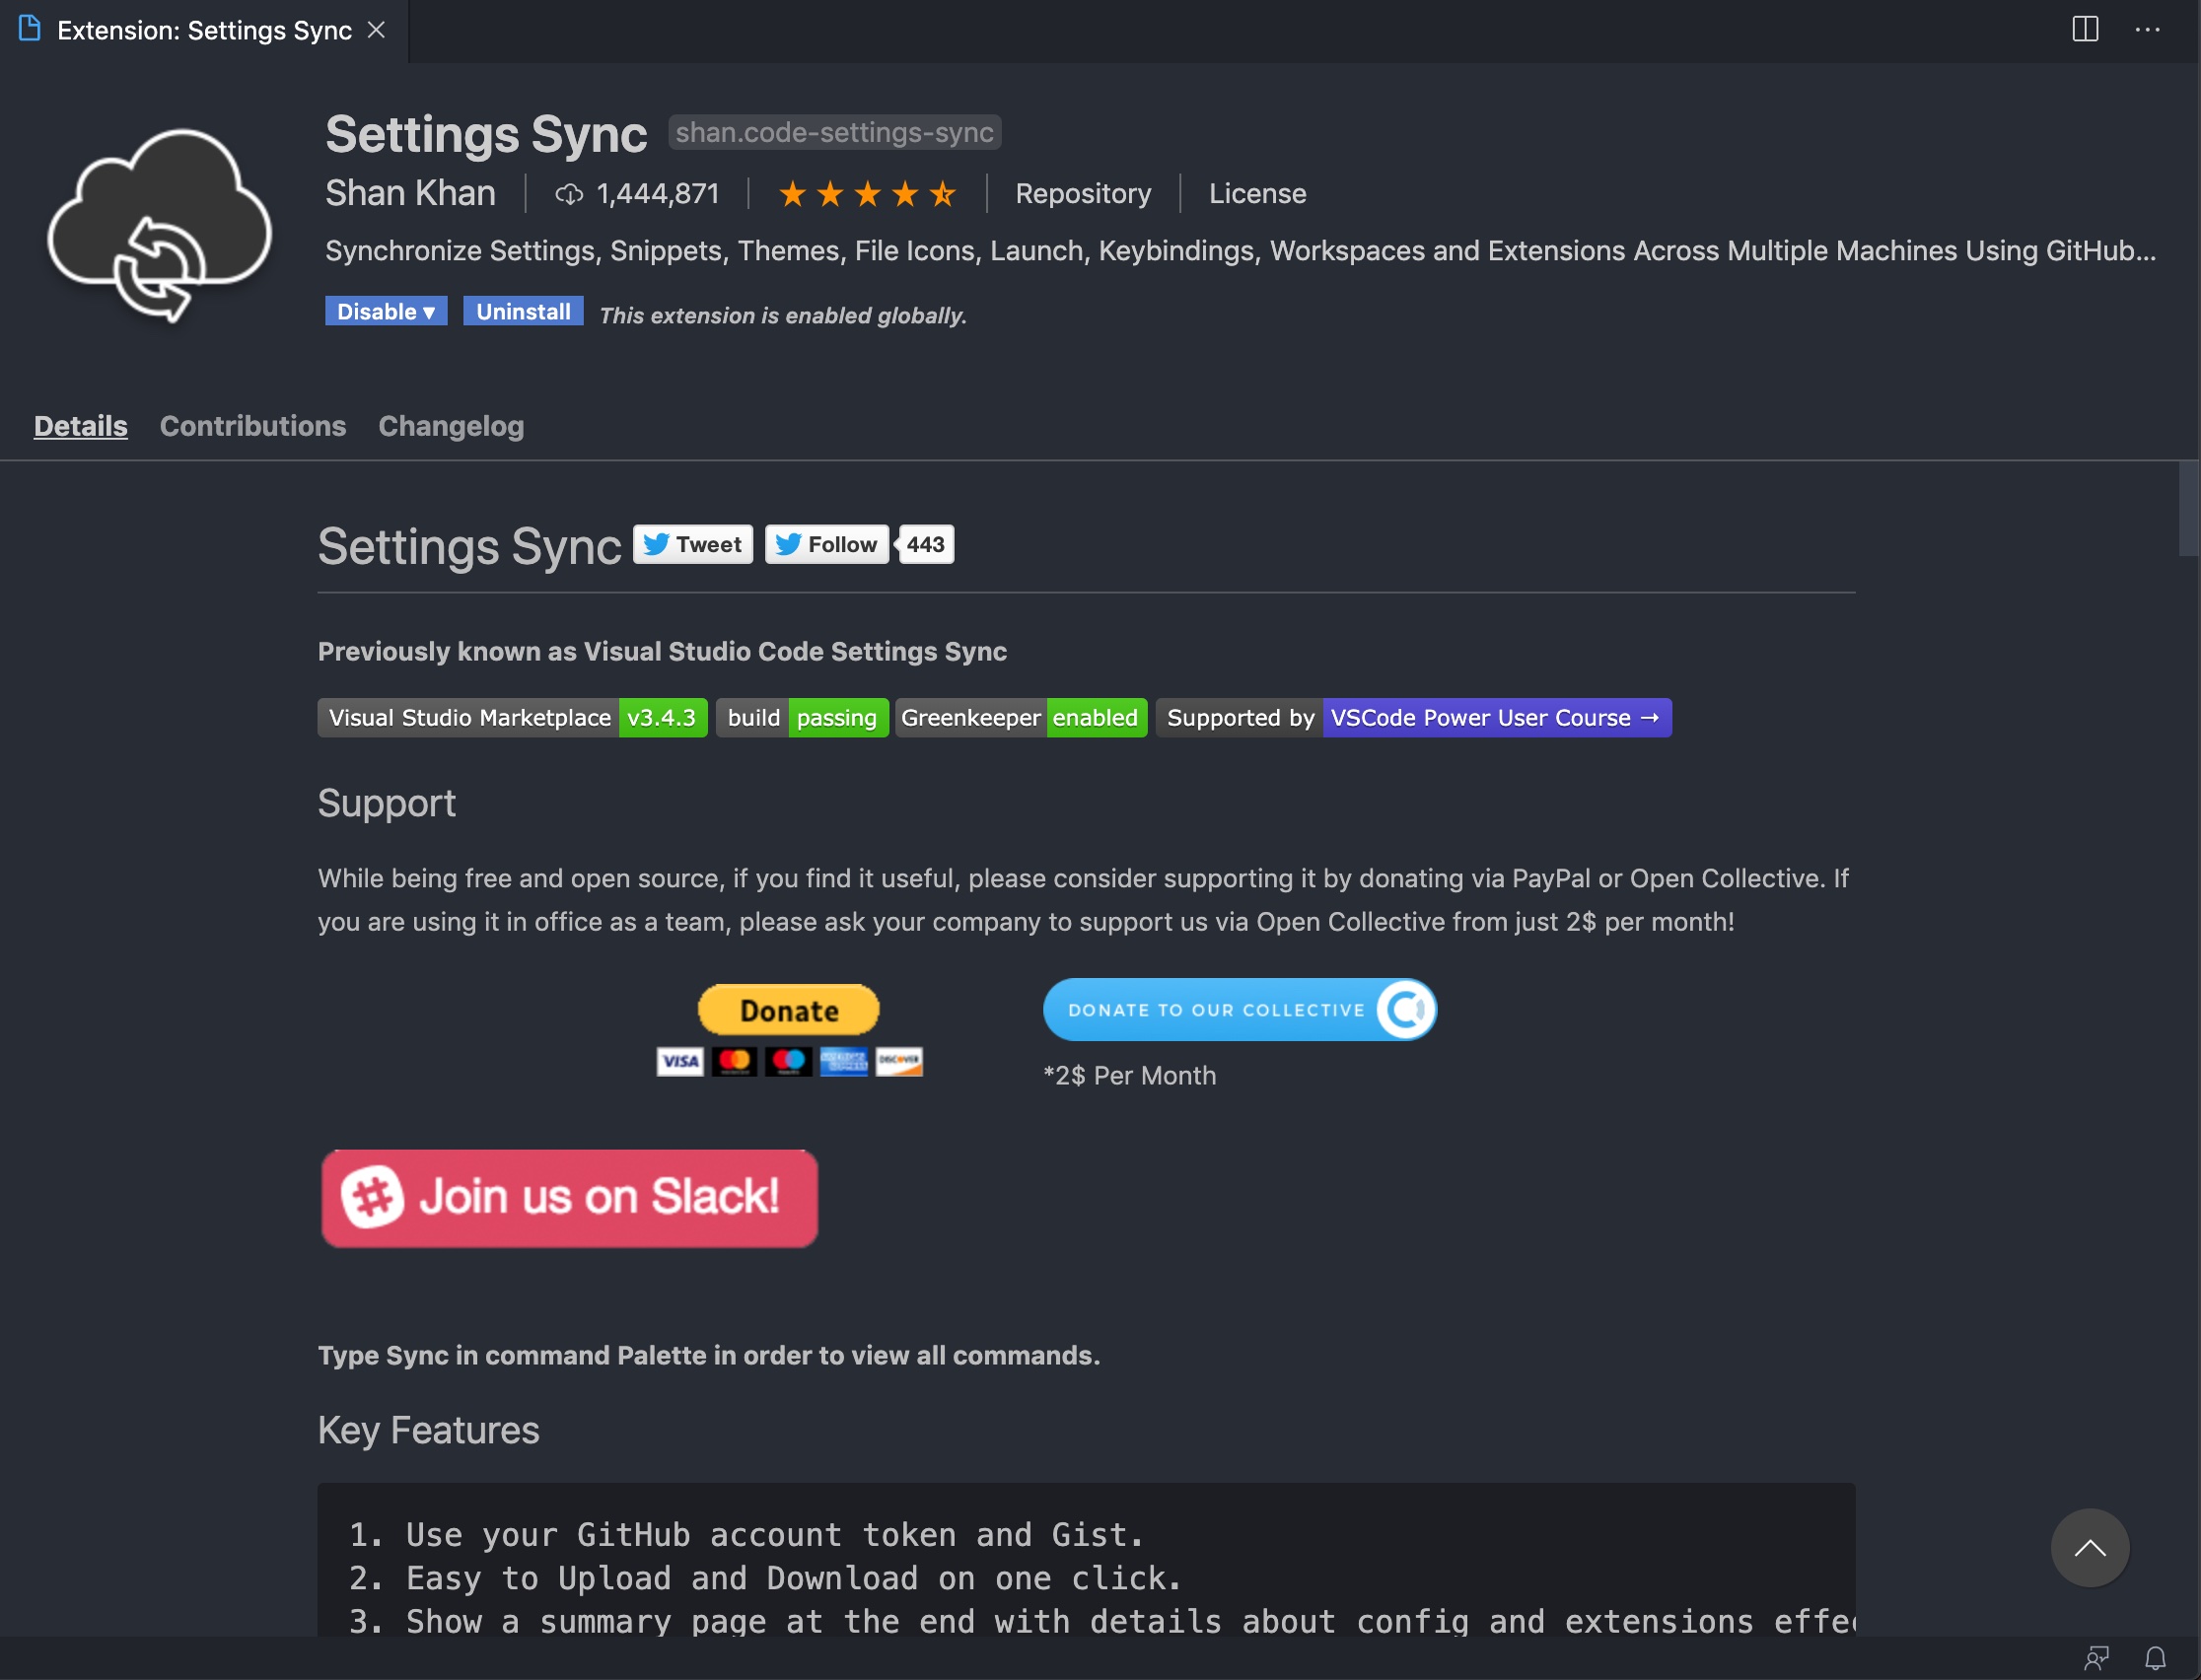 Extension: Settings Sync
Settings Sync shan.code-settings-sync
Shan Khan 1,444,871 Repository License
Synchronize Settings, Snippets, Themes, File Icons, Launch, Keybindings, Workspaces and Extensions Across Multiple Machines Using GitHub...
Disable ▾ Uninstall This extension is enabled globally.
Details Contributions Changelog
Settings Sync Tweet Follow 443
Previously known as Visual Studio Code Settings Sync
Visual Studio Marketplace v3.4.3 build passing Greenkeeper enabled Supported by VSCode Power User Course →
Support
While being free and open source, if you find it useful, please consider supporting it by donating via PayPal or Open Collective. If
you are using it in office as a team, please ask your company to support us via Open Collective from just 2$ per month!
Donate DONATE TO OUR COLLECTIVE
VISA AMERICAN EXPRESS DISCOVER
*2$ Per Month
Join us on Slack!
Type Sync in command Palette in order to view all commands.
Key Features
1. Use your GitHub account token and Gist.
2. Easy to Upload and Download on one click.
3. Show a summary page at the end with details about config and extensions effec